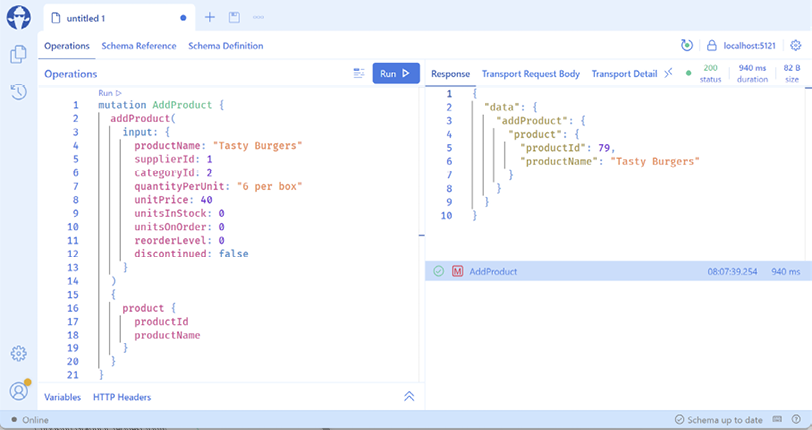 untitled 1
Operations Schema Reference Schema Definition
localhost:5121
Operations
Run
Response Transport Request Body Transport Detail
200 status
940 ms duration
82 B size
Run
1 mutation AddProduct {
2 addProduct(
3 input: {
4 productName: "Tasty Burgers"
5 supplierId: 1
6 categoryId: 2
7 quantityPerUnit: "6 per box"
8 unitPrice: 40
9 unitsInStock: 0
10 unitsOnOrder: 0
11 reorderLevel: 0
12 discontinued: false
13 }
14 )
15 {
16 product {
17 productId
18 productName
19 }
20 }
21 }
1 {
2 "data": {
3 "addProduct": {
4 "product": {
5 "productId": 79,
6 "productName": "Tasty Burgers"
7 }
8 }
9 }
10 }
M AddProduct 08:07:39.254 940 ms
Variables HTTP Headers
Online
Schema up to date